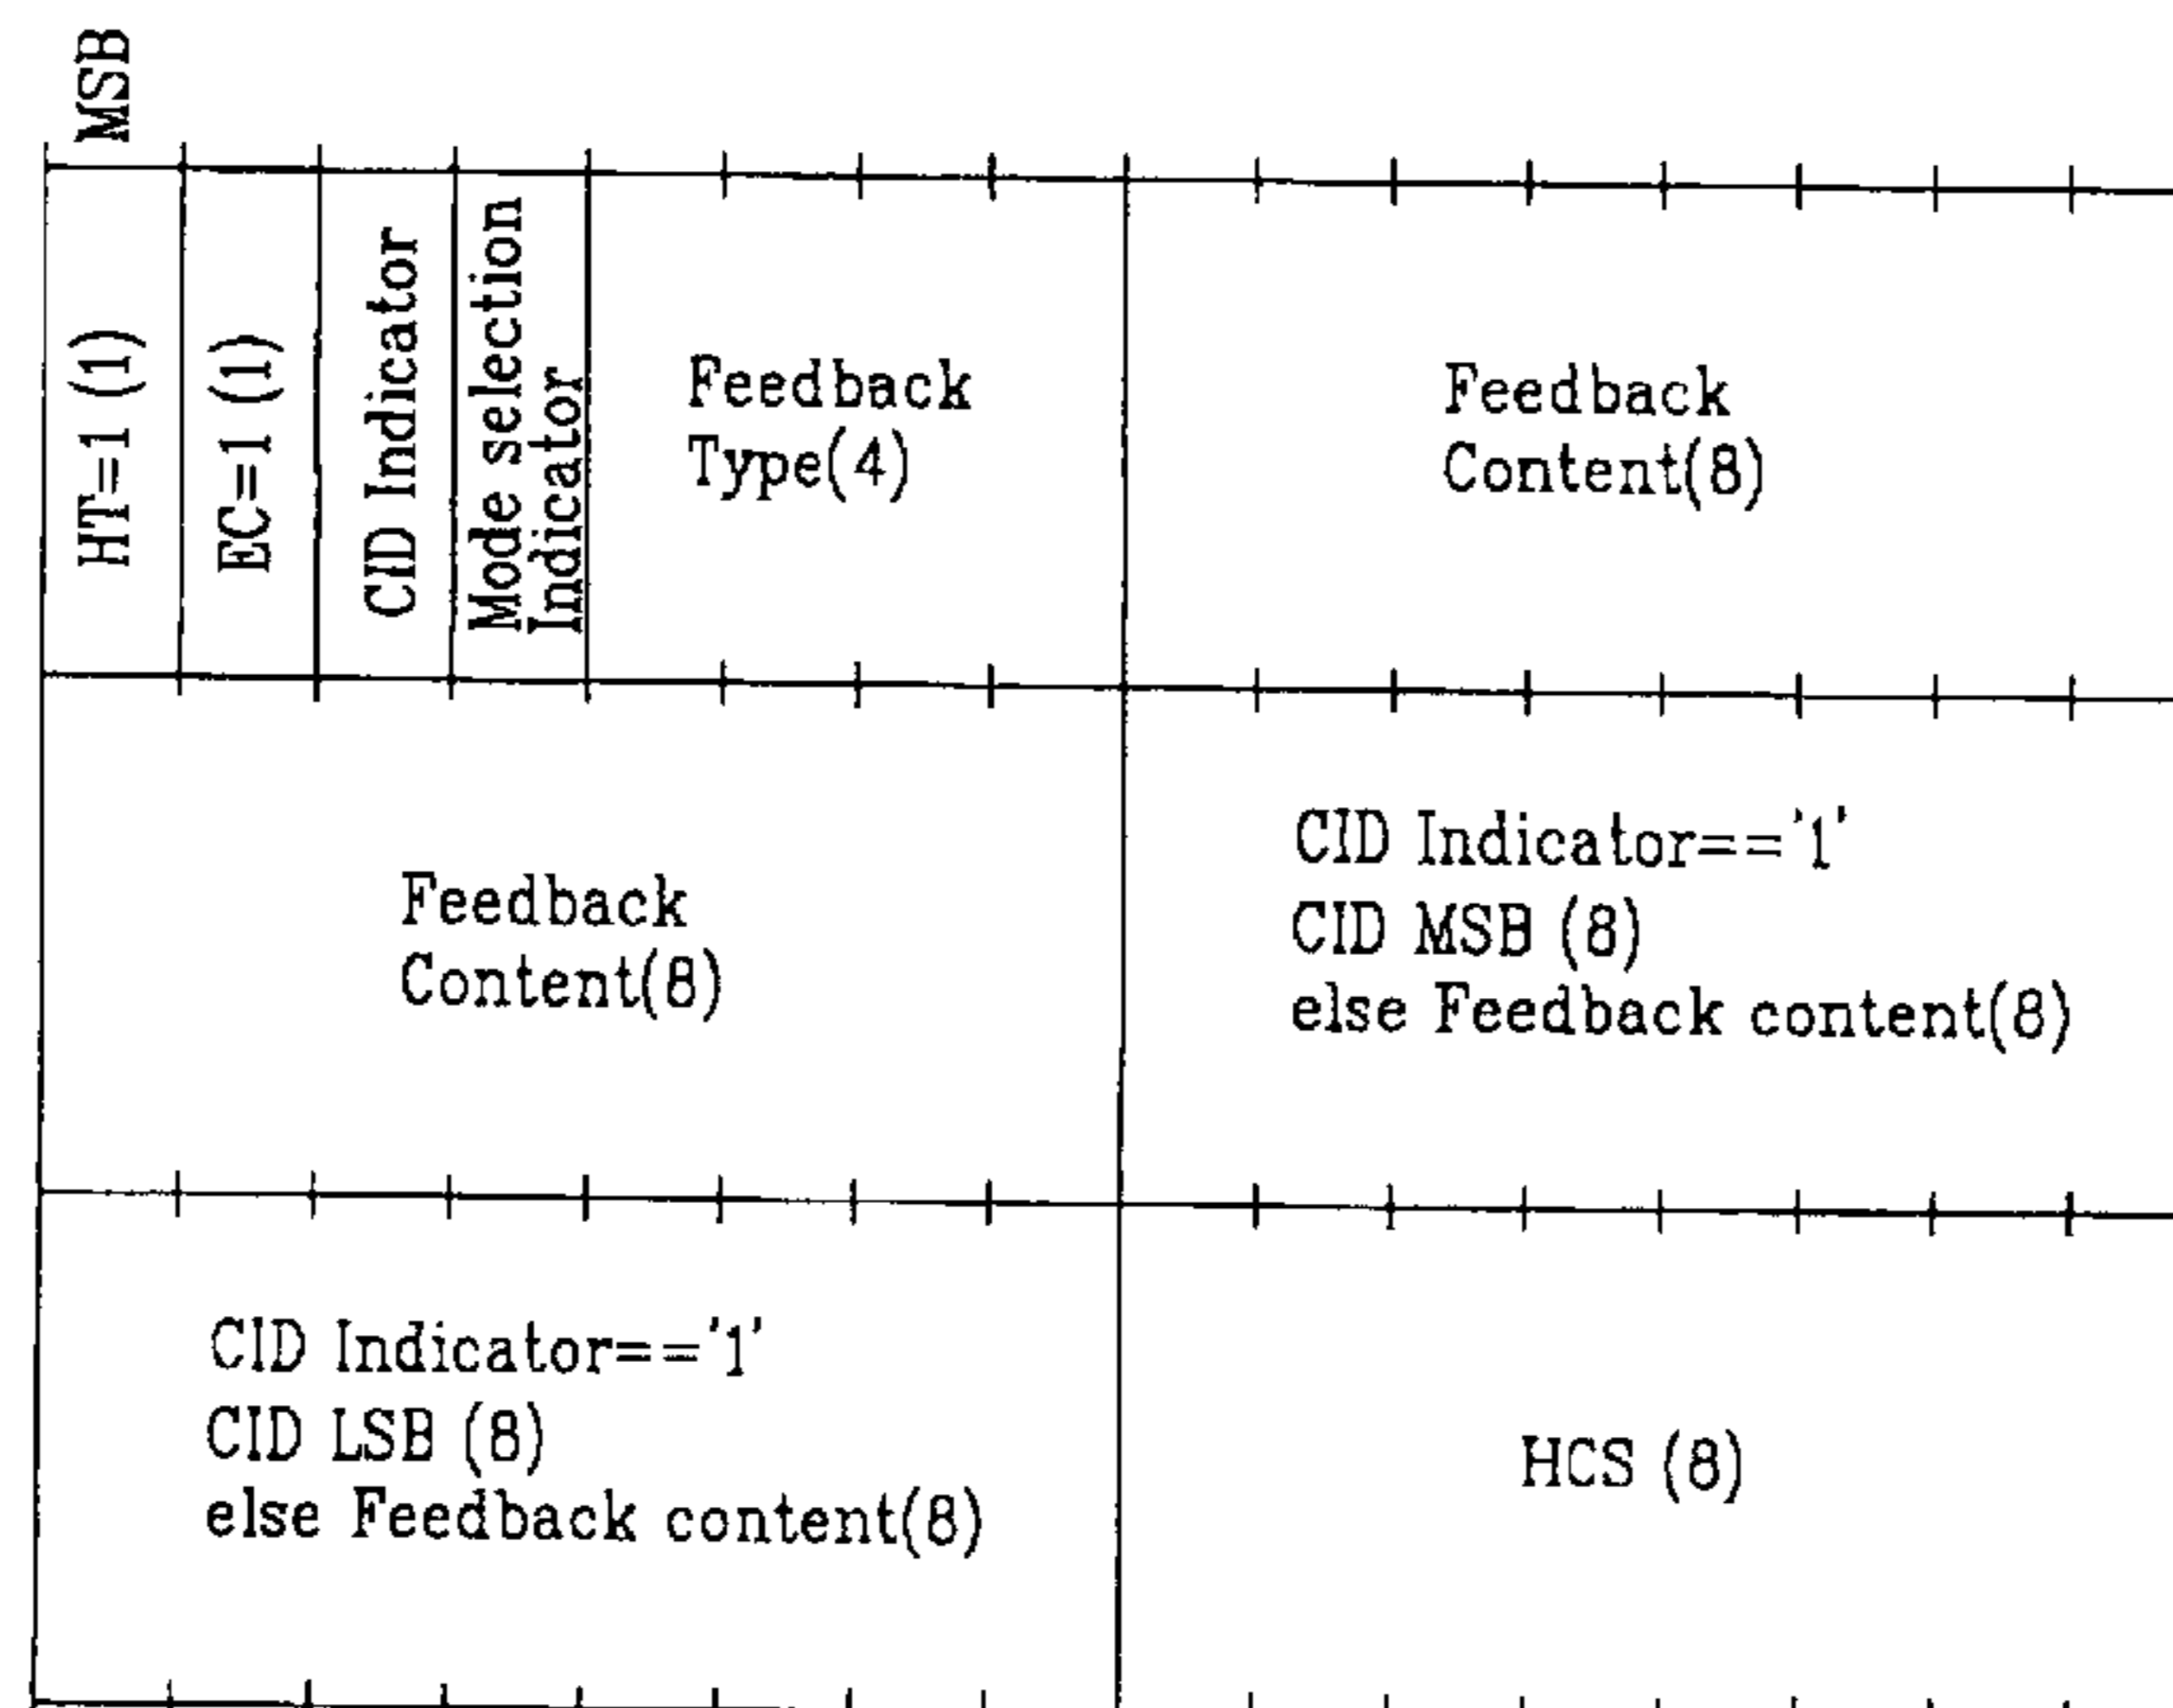 MSB
HT=1 (1)
EC=1 (1)
CID Indicator
Mode selection
Indicator
Feedback
Type(4)
Feedback
Content(8)
Feedback
Content(8)
CID Indicator=='1'
CID MSB (8)
else Feedback content(8)
CID Indicator=='1'
CID LSB (8)
else Feedback content(8)
HCS (8)